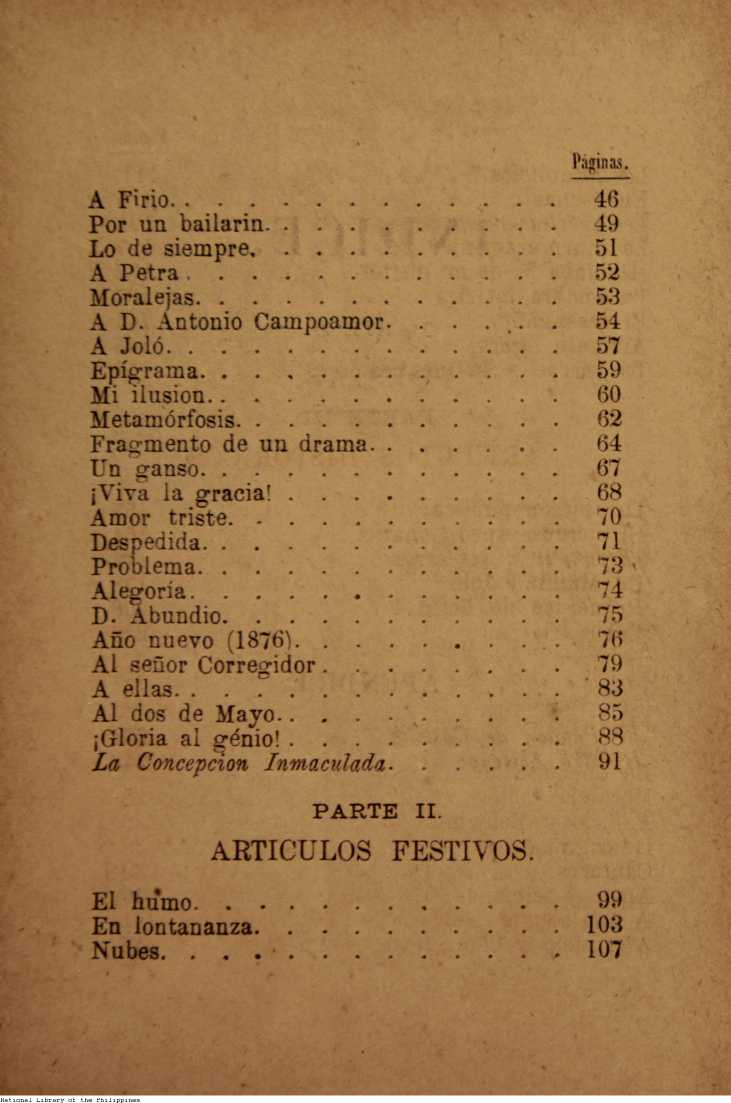 Páginas.
A Firio. . . . . . . . . . . . . 46
Por un bailarin. . . . . . . . . . 49
Lo de siempre. . . . . . . . . . 51
A Petra . . . . . . . . . . . . 52
Moralejas. . . . . . . . . . . . 53
A D. Antonio Campoamor. . . . . . 54
A Joló. . . . . . . . . . . . . 57
Epígrama. . . . . . . . . . . . 59
Mi ilusion. . . . . . . . . . . . 60
Metamórfosis. . . . . . . . . . . 62
Fragmento de un drama. . . . . . . 64
Un ganso. . . . . . . . . . . . 67
¡Viva la gracia! . . . . . . . . . 68
Amor triste. . . . . . . . . . . 70
Despedida. . . . . . . . . . . . 71
Problema. . . . . . . . . . . . 73
Alegoría. . . . . . . . . . . . 74
D. Abundio. . . . . . . . . . . 75
Año nuevo (1876). . . . . . . . . 76
Al señor Corregidor . . . . . . . . 79
A ellas. . . . . . . . . . . . . 83
Al dos de Mayo. . . . . . . . . . 85
¡Gloria al génio! . . . . . . . . . 88
La Concepcion Inmaculada. . . . . . 91
PARTE II.
ARTICULOS FESTIVOS.
El humo. . . . . . . . . . . . 99
En lontananza. . . . . . . . . . 103
Nubes. . . . . . . . . . . . . 107
National Library of the Philippines